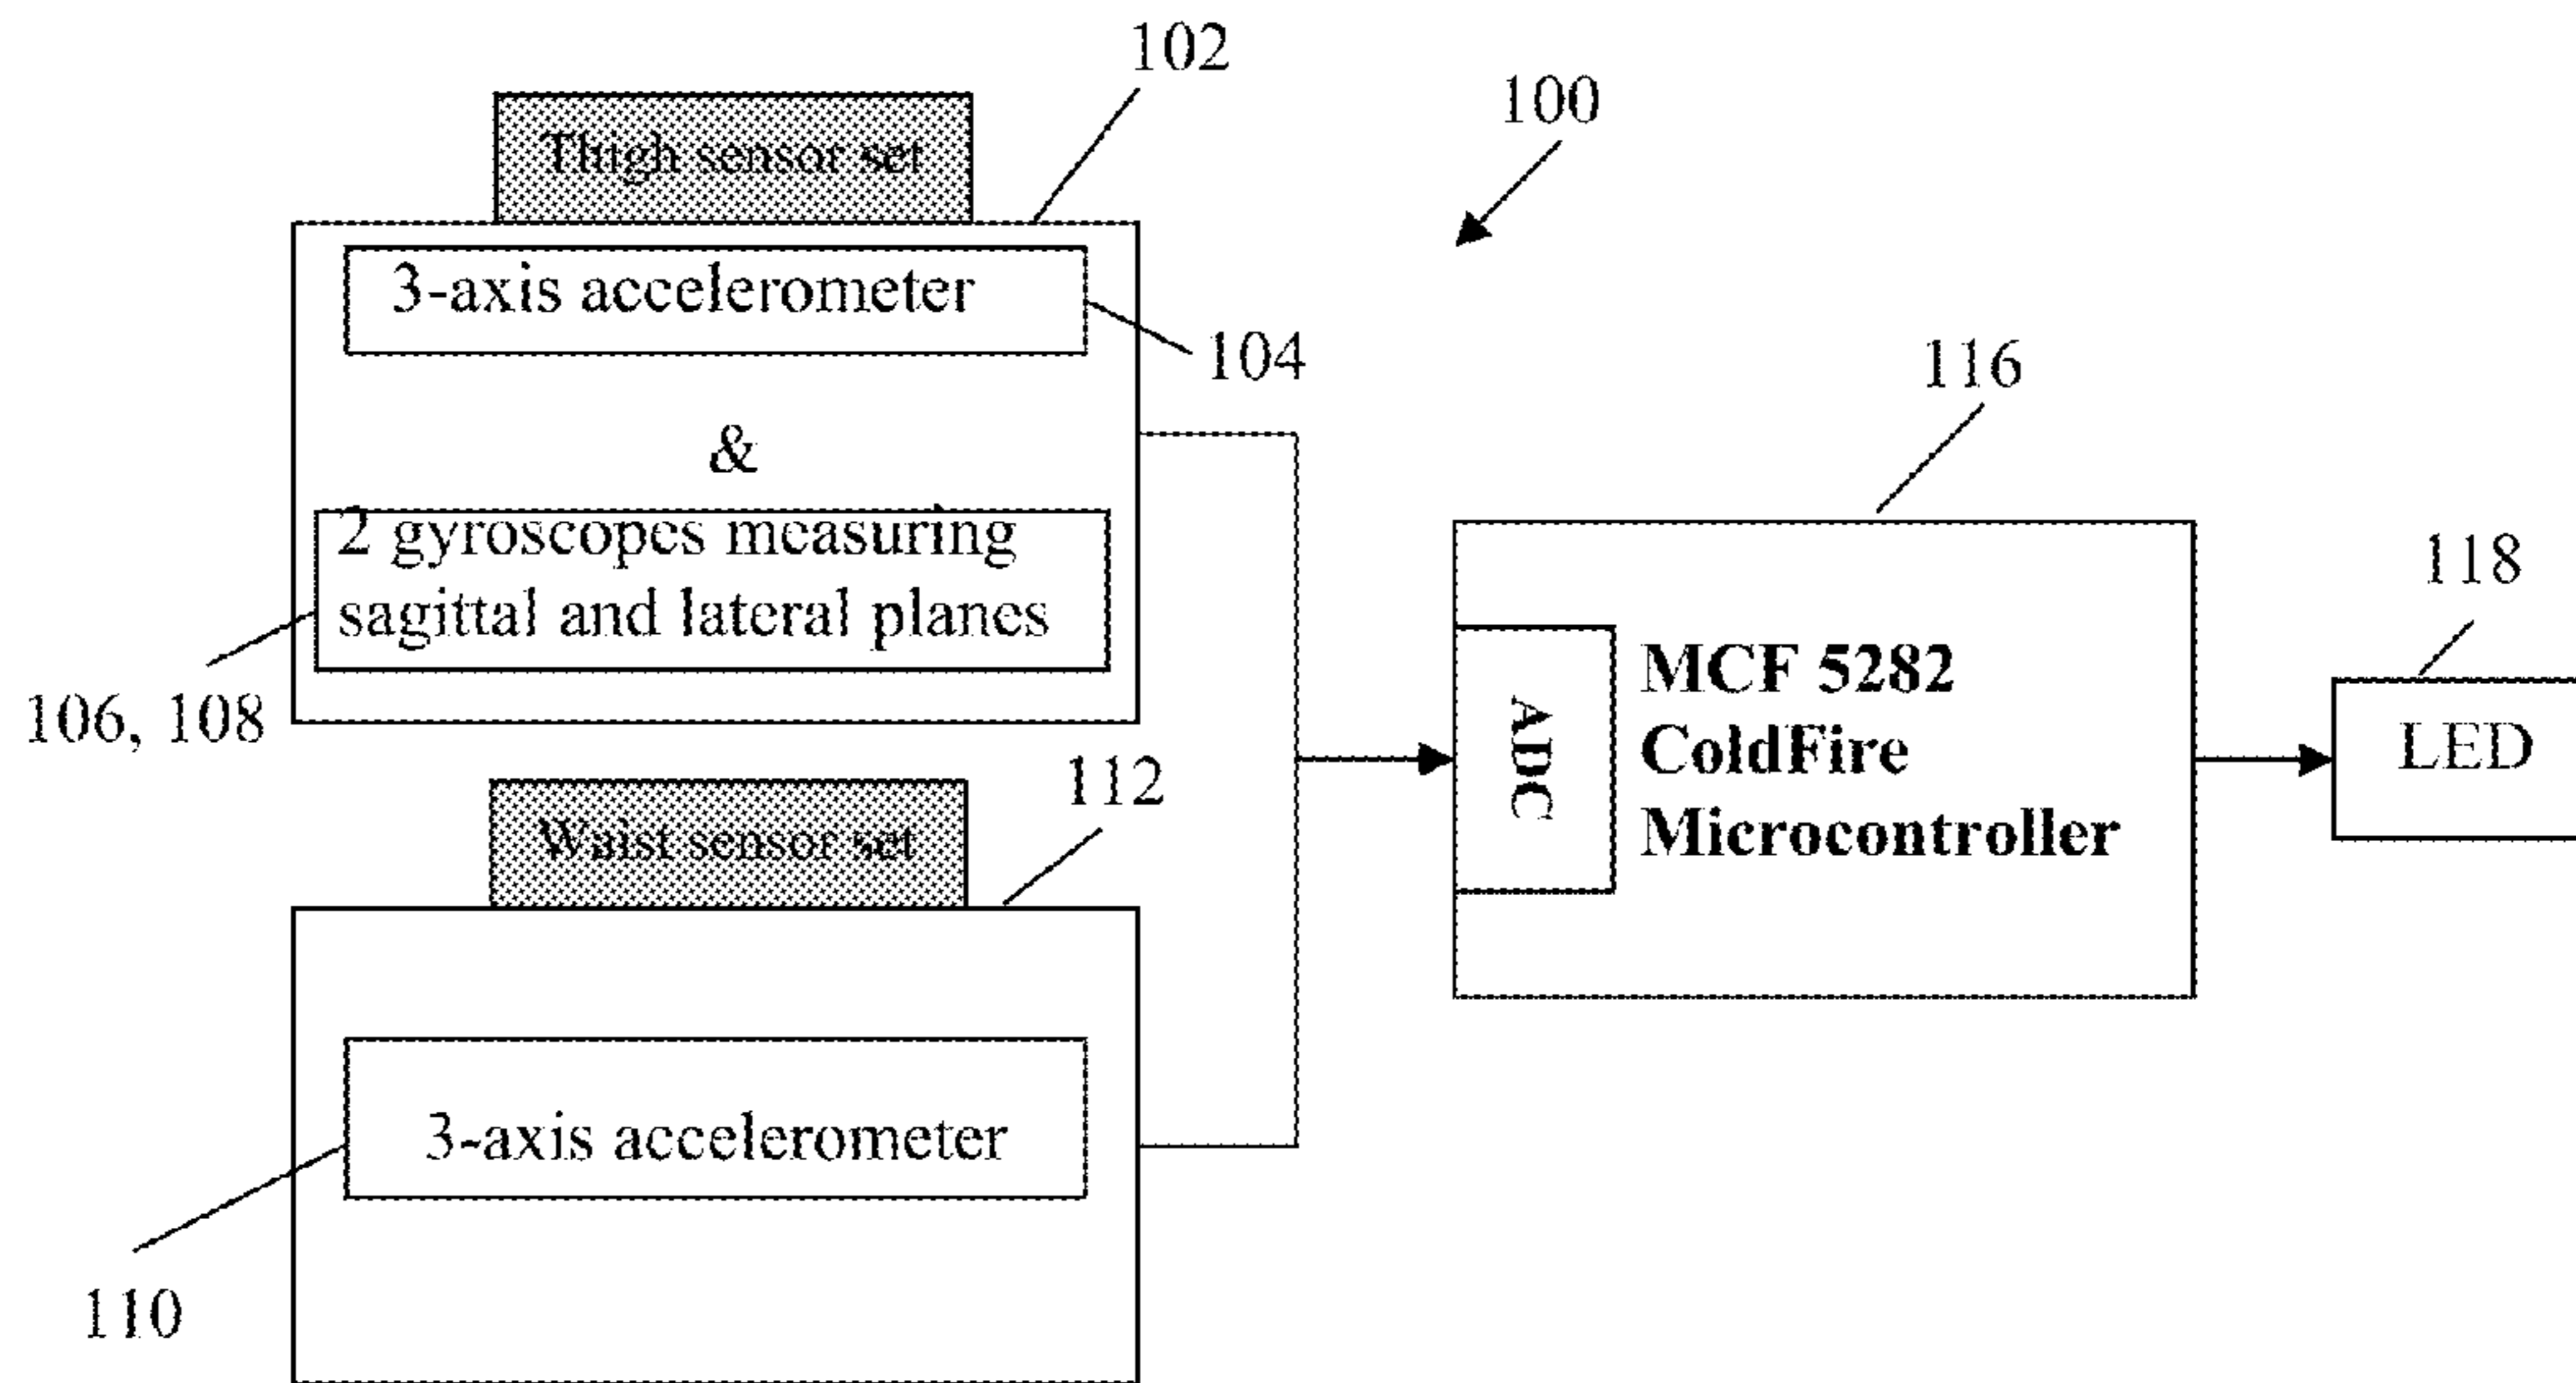 102
100
Thigh sensor set
3-axis accelerometer
104
&
2 gyroscopes measuring
sagittal and lateral planes
106, 108
116
118
ADC
MCF 5282
ColdFire
Microcontroller
LED
112
Waist sensor set
3-axis accelerometer
110